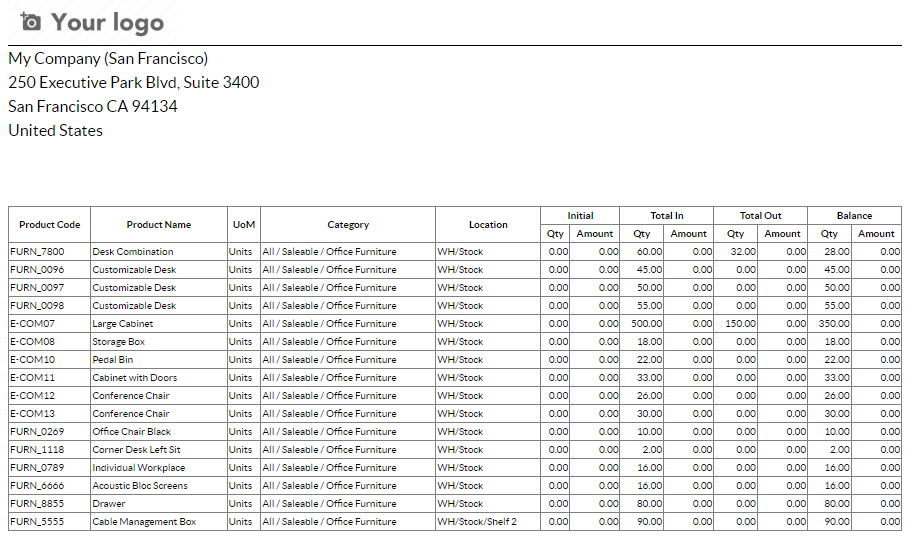 Your logo
My Company (San Francisco)
250 Executive Park Blvd, Suite 3400
San Francisco CA 94134
United States
Product Code Product Name UoM Category Location Initial Total In Total Out Balance
Qty Amount Qty Amount Qty Amount Qty Amount
FURN_7800 Desk Combination Units All / Saleable / Office Furniture WH/Stock 0.00 0.00 60.00 0.00 32.00 0.00 28.00 0.00
FURN_0096 Customizable Desk Units All / Saleable / Office Furniture WH/Stock 0.00 0.00 45.00 0.00 0.00 0.00 45.00 0.00
FURN_0097 Customizable Desk Units All / Saleable / Office Furniture WH/Stock 0.00 0.00 50.00 0.00 0.00 0.00 50.00 0.00
FURN_0098 Customizable Desk Units All / Saleable / Office Furniture WH/Stock 0.00 0.00 55.00 0.00 0.00 0.00 55.00 0.00
E-COM07 Large Cabinet Units All / Saleable / Office Furniture WH/Stock 0.00 0.00 500.00 0.00 150.00 0.00 350.00 0.00
E-COM08 Storage Box Units All / Saleable / Office Furniture WH/Stock 0.00 0.00 18.00 0.00 0.00 0.00 18.00 0.00
E-COM10 Pedal Bin Units All / Saleable / Office Furniture WH/Stock 0.00 0.00 22.00 0.00 0.00 0.00 22.00 0.00
E-COM11 Cabinet with Doors Units All / Saleable / Office Furniture WH/Stock 0.00 0.00 33.00 0.00 0.00 0.00 33.00 0.00
E-COM12 Conference Chair Units All / Saleable / Office Furniture WH/Stock 0.00 0.00 26.00 0.00 0.00 0.00 26.00 0.00
E-COM13 Conference Chair Units All / Saleable / Office Furniture WH/Stock 0.00 0.00 30.00 0.00 0.00 0.00 30.00 0.00
FURN_0269 Office Chair Black Units All / Saleable / Office Furniture WH/Stock 0.00 0.00 10.00 0.00 0.00 0.00 10.00 0.00
FURN_1118 Corner Desk Left Sit Units All / Saleable / Office Furniture WH/Stock 0.00 0.00 2.00 0.00 0.00 0.00 2.00 0.00
FURN_0789 Individual Workplace Units All / Saleable / Office Furniture WH/Stock 0.00 0.00 16.00 0.00 0.00 0.00 16.00 0.00
FURN_6666 Acoustic Bloc Screens Units All / Saleable / Office Furniture WH/Stock 0.00 0.00 16.00 0.00 0.00 0.00 16.00 0.00
FURN_8855 Drawer Units All / Saleable / Office Furniture WH/Stock 0.00 0.00 80.00 0.00 0.00 0.00 80.00 0.00
FURN_5555 Cable Management Box Units All / Saleable / Office Furniture WH/Stock/Shelf 2 0.00 0.00 90.00 0.00 0.00 0.00 90.00 0.00